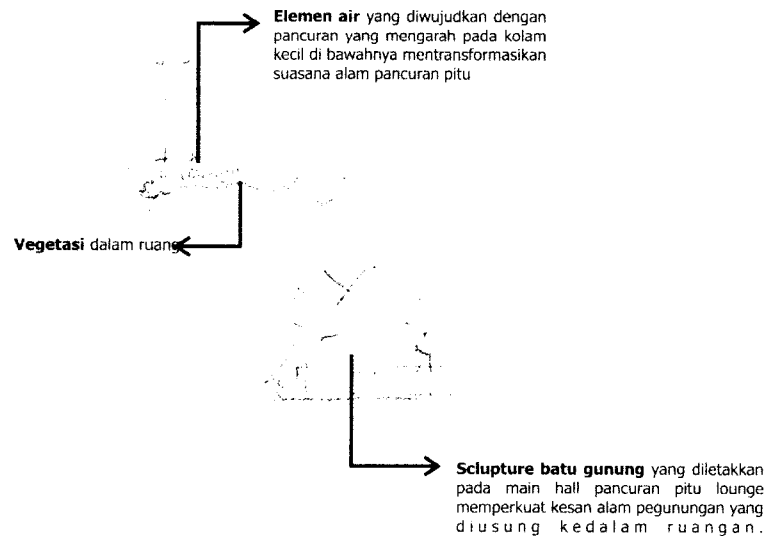 Elemen air yang diwujudkan dengan
pancuran yang mengarah pada kolam
kecil di bawahnya mentransformasikan
suasana alam pancuran pitu
Vegetasi dalam ruang
Sclupture batu gunung yang diletakkan
pada main hall pancuran pitu lounge
memperkuat kesan alam pegunungan yang
diusung kedalam ruangan.